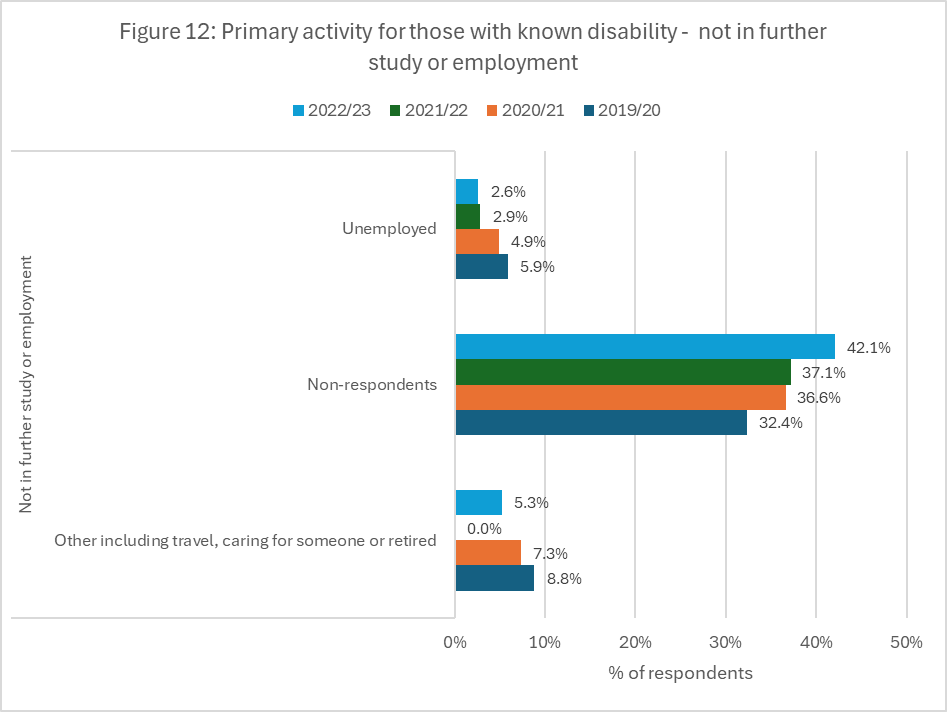 Figure 12: Primary activity for those with known disability - not in further
study or employment
2022/23 2021/22 2020/21 2019/20
Not in further study or employment
Unemployed
2.6%
2.9%
4.9%
5.9%
Non-respondents
42.1%
37.1%
36.6%
32.4%
Other including travel, caring for someone or retired
5.3%
0.0%
7.3%
8.8%
0% 10% 20% 30% 40% 50%
% of respondents